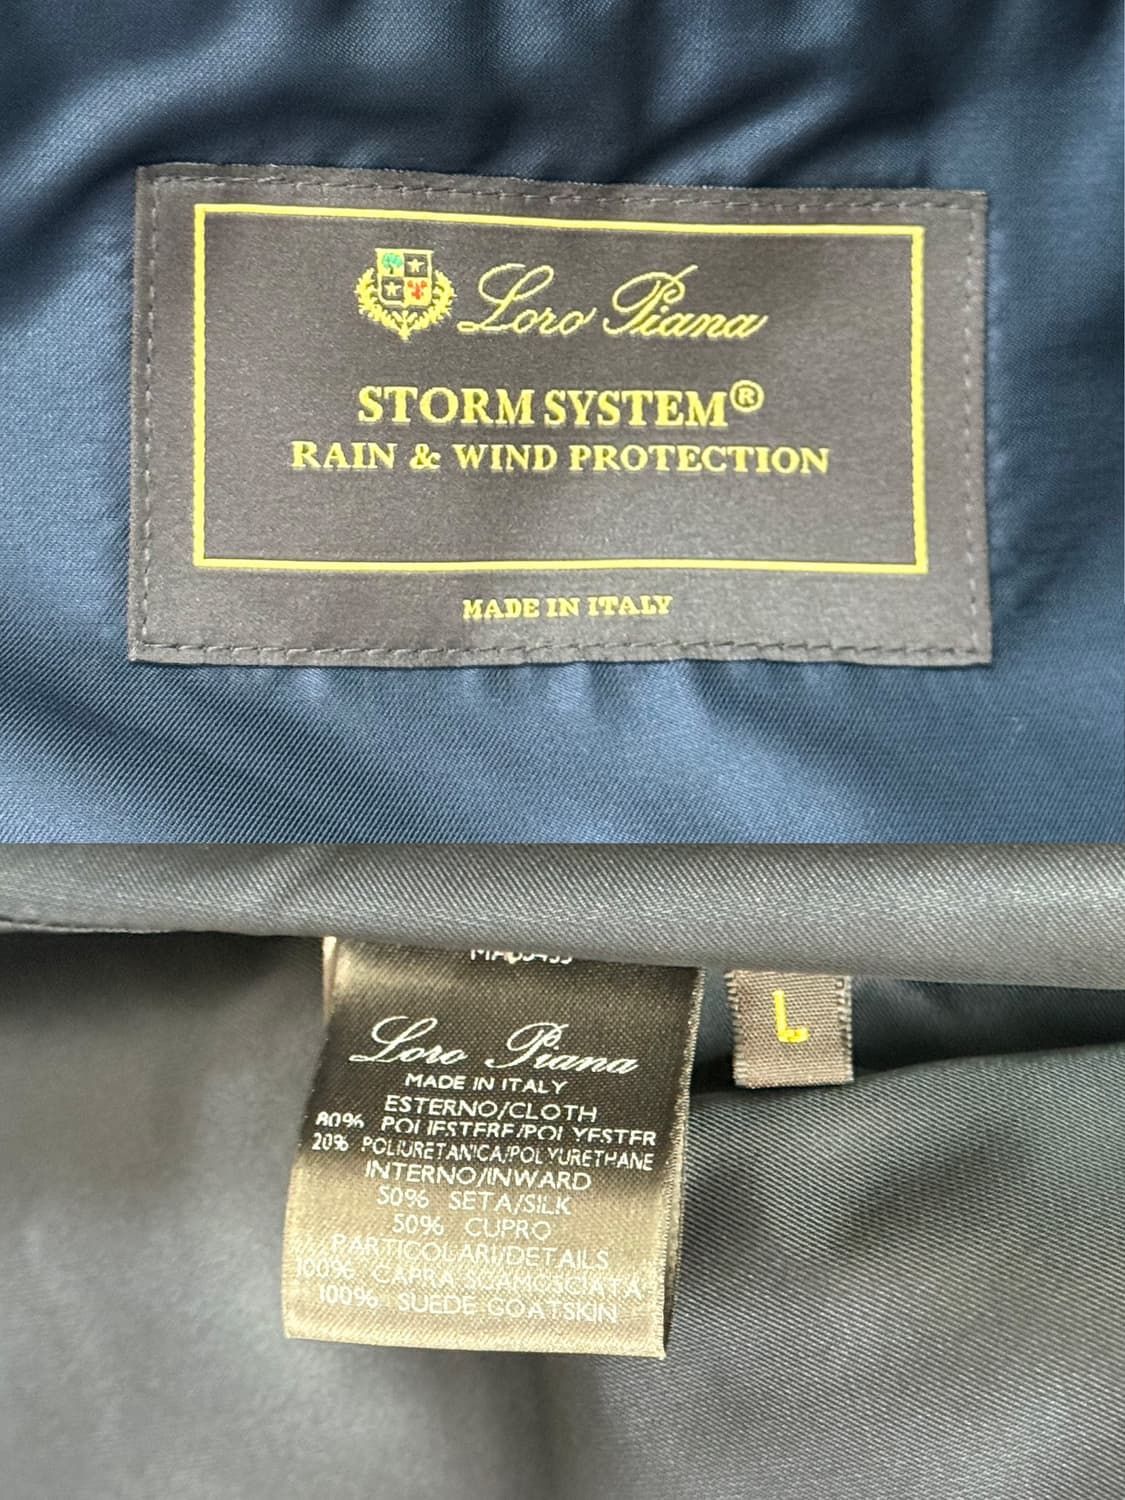 Loro Piana
STORM SYSTEM®
RAIN & WIND PROTECTION
MADE IN ITALY
L
Loro Piana
MADE IN ITALY
ESTERNO/CLOTH
80% POLIESTERE/POLYESTER
20% POLIURETANICA/POLYURETHANE
INTERNO/INWARD
50% SETA/SILK
50% CUPRO
PARTICOLARI/DETAILS
100% CAPRA SCAMOSCIATA
100% SUEDE GOATSKIN